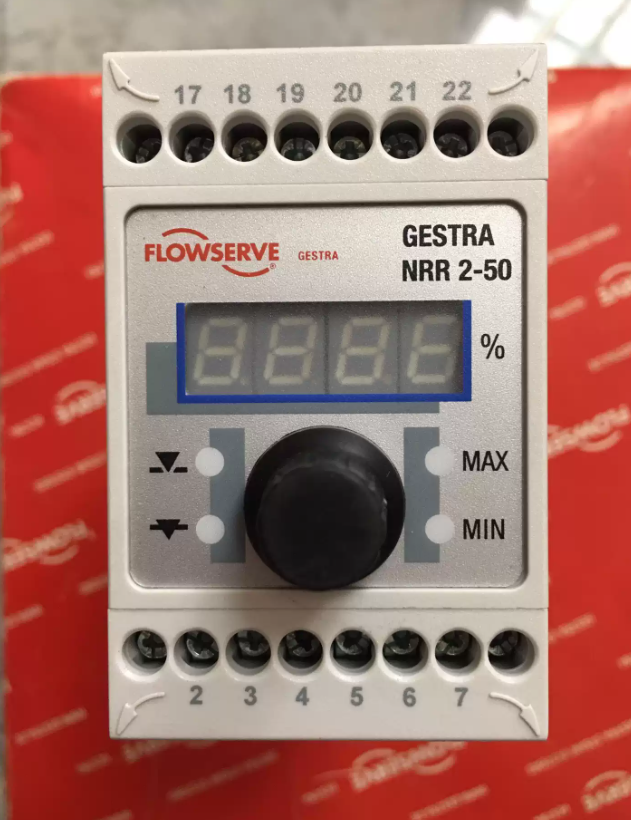 17 18 19 20 21 22
FLOWSERVE
®
GESTRA
GESTRA
NRR 2-50
%
MAX
MIN
2 3 4 5 6 7
FLOWSERVE